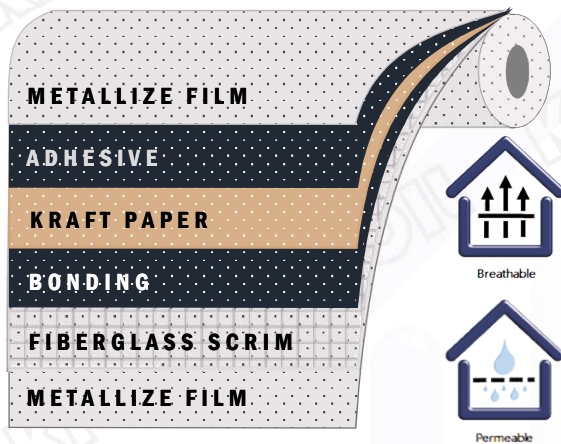 METALLIZE FILM
ADHESIVE
KRAFT PAPER
BONDING
FIBERGLASS SCRIM
METALLIZE FILM
Breathable
Permeable